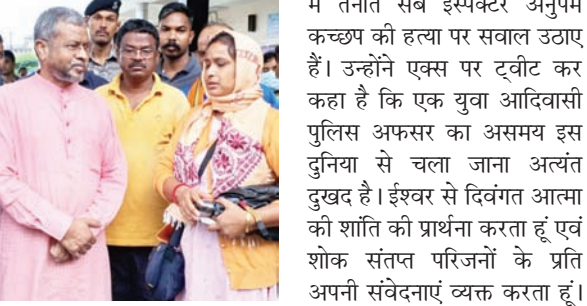 में तैनात सब इंस्पेक्टर अनुपम
कच्छप की हत्या पर सवाल उठाए
हैं। उन्होंने एक्स पर ट्वीट कर
कहा है कि एक युवा आदिवासी
पुलिस अफसर का असमय इस
दुनिया से चला जाना अत्यंत
दुखद है। ईश्वर से दिवंगत आत्मा
की शांति की प्रार्थना करता हूं एवं
शोक संतप्त परिजनों के प्रति
अपनी संवेदनाएं व्यक्त करता हूं।